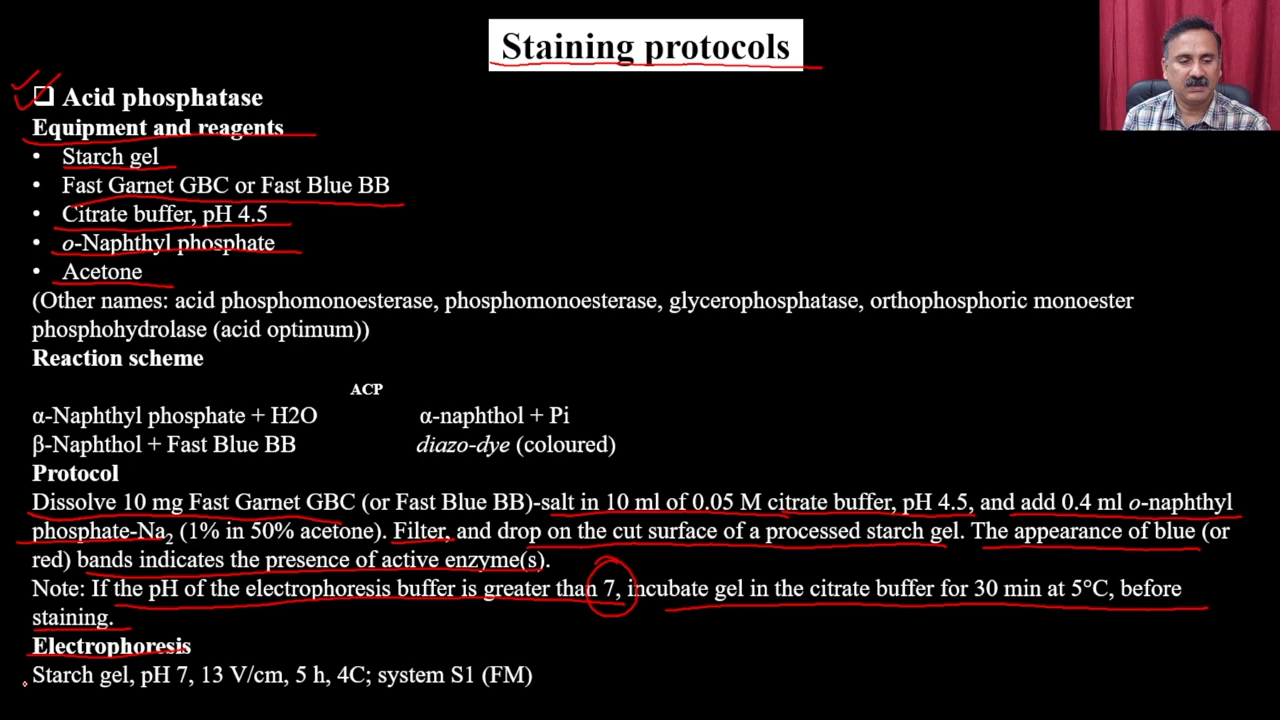 Staining protocols
❑ Acid phosphatase
Equipment and reagents
• Starch gel
• Fast Garnet GBC or Fast Blue BB
• Citrate buffer, pH 4.5
• o-Naphthyl phosphate
• Acetone
(Other names: acid phosphomonoesterase, phosphomonoesterase, glycerophosphatase, orthophosphoric monoester
phosphohydrolase (acid optimum))
Reaction scheme
ACP
α-Naphthyl phosphate + H2O α-naphthol + Pi
β-Naphthol + Fast Blue BB diazo-dye (coloured)
Protocol
Dissolve 10 mg Fast Garnet GBC (or Fast Blue BB)-salt in 10 ml of 0.05 M citrate buffer, pH 4.5, and add 0.4 ml o-naphthyl
phosphate-Na₂ (1% in 50% acetone). Filter, and drop on the cut surface of a processed starch gel. The appearance of blue (or
red) bands indicates the presence of active enzyme(s).
Note: If the pH of the electrophoresis buffer is greater than 7, incubate gel in the citrate buffer for 30 min at 5°C, before
staining.
Electrophoresis
Starch gel, pH 7, 13 V/cm, 5 h, 4C; system S1 (FM)